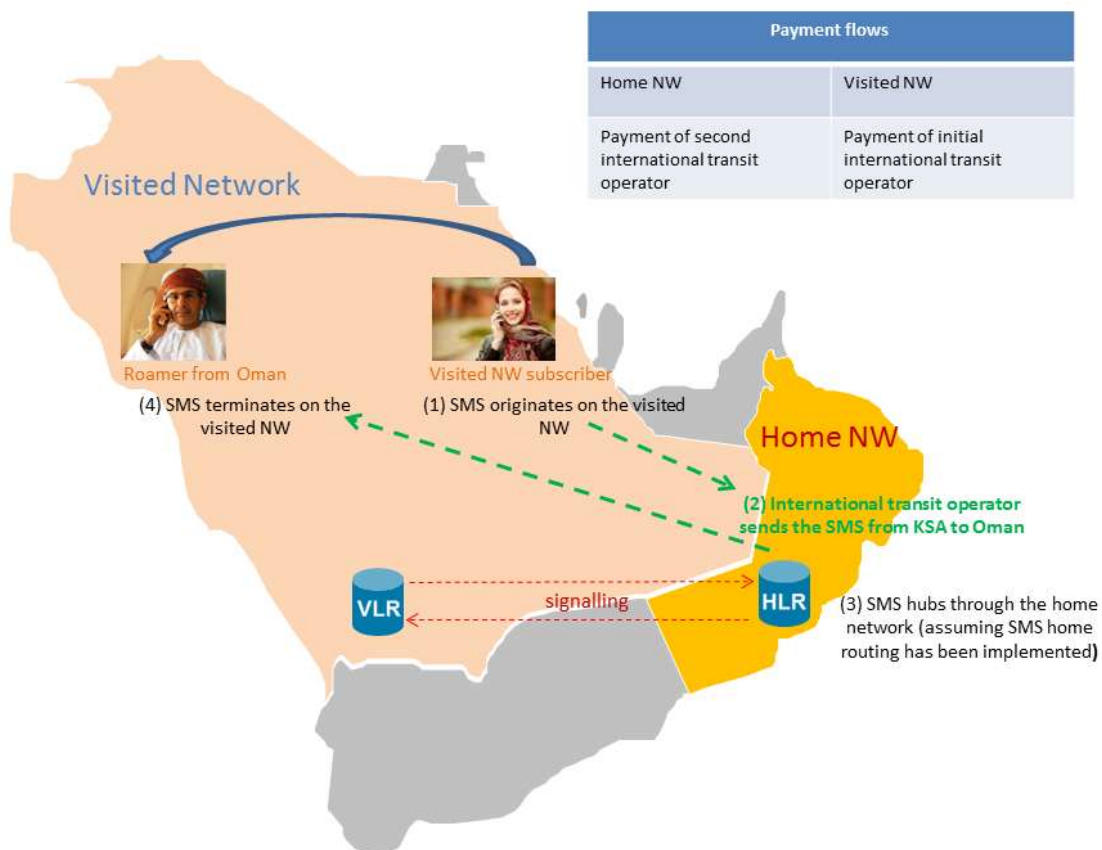 Payment flows
Home NW
Visited NW
Payment of second
international transit
operator
Payment of initial
international transit
operator
Visited Network
Roamer from Oman
Visited NW subscriber
(4) SMS terminates on the
visited NW
(1) SMS originates on the visited
NW
Home NW
(2) International transit operator
sends the SMS from KSA to Oman
VLR
signalling
HLR
(3) SMS hubs through the home
network (assuming SMS home
routing has been implemented)